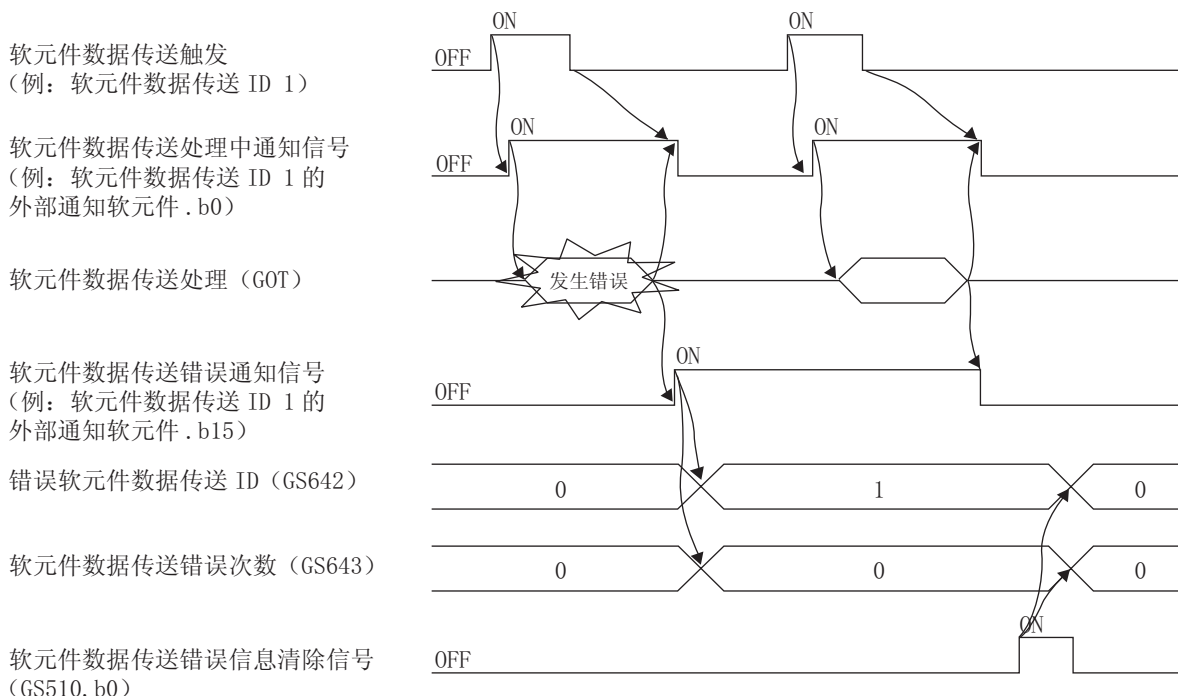 ON
ON
软元件数据传送触发
OFF
（例：软元件数据传送 ID 1）
ON
ON
软元件数据传送处理中通知信号
OFF
（例：软元件数据传送 ID 1 的
外部通知软元件.b0）
软元件数据传送处理（GOT）
发生错误
ON
软元件数据传送错误通知信号
OFF
（例：软元件数据传送 ID 1 的
外部通知软元件.b15）
错误软元件数据传送 ID（GS642）
0
1
0
软元件数据传送错误次数（GS643）
0
0
0
ON
软元件数据传送错误信息清除信号
OFF
（GS510.b0）